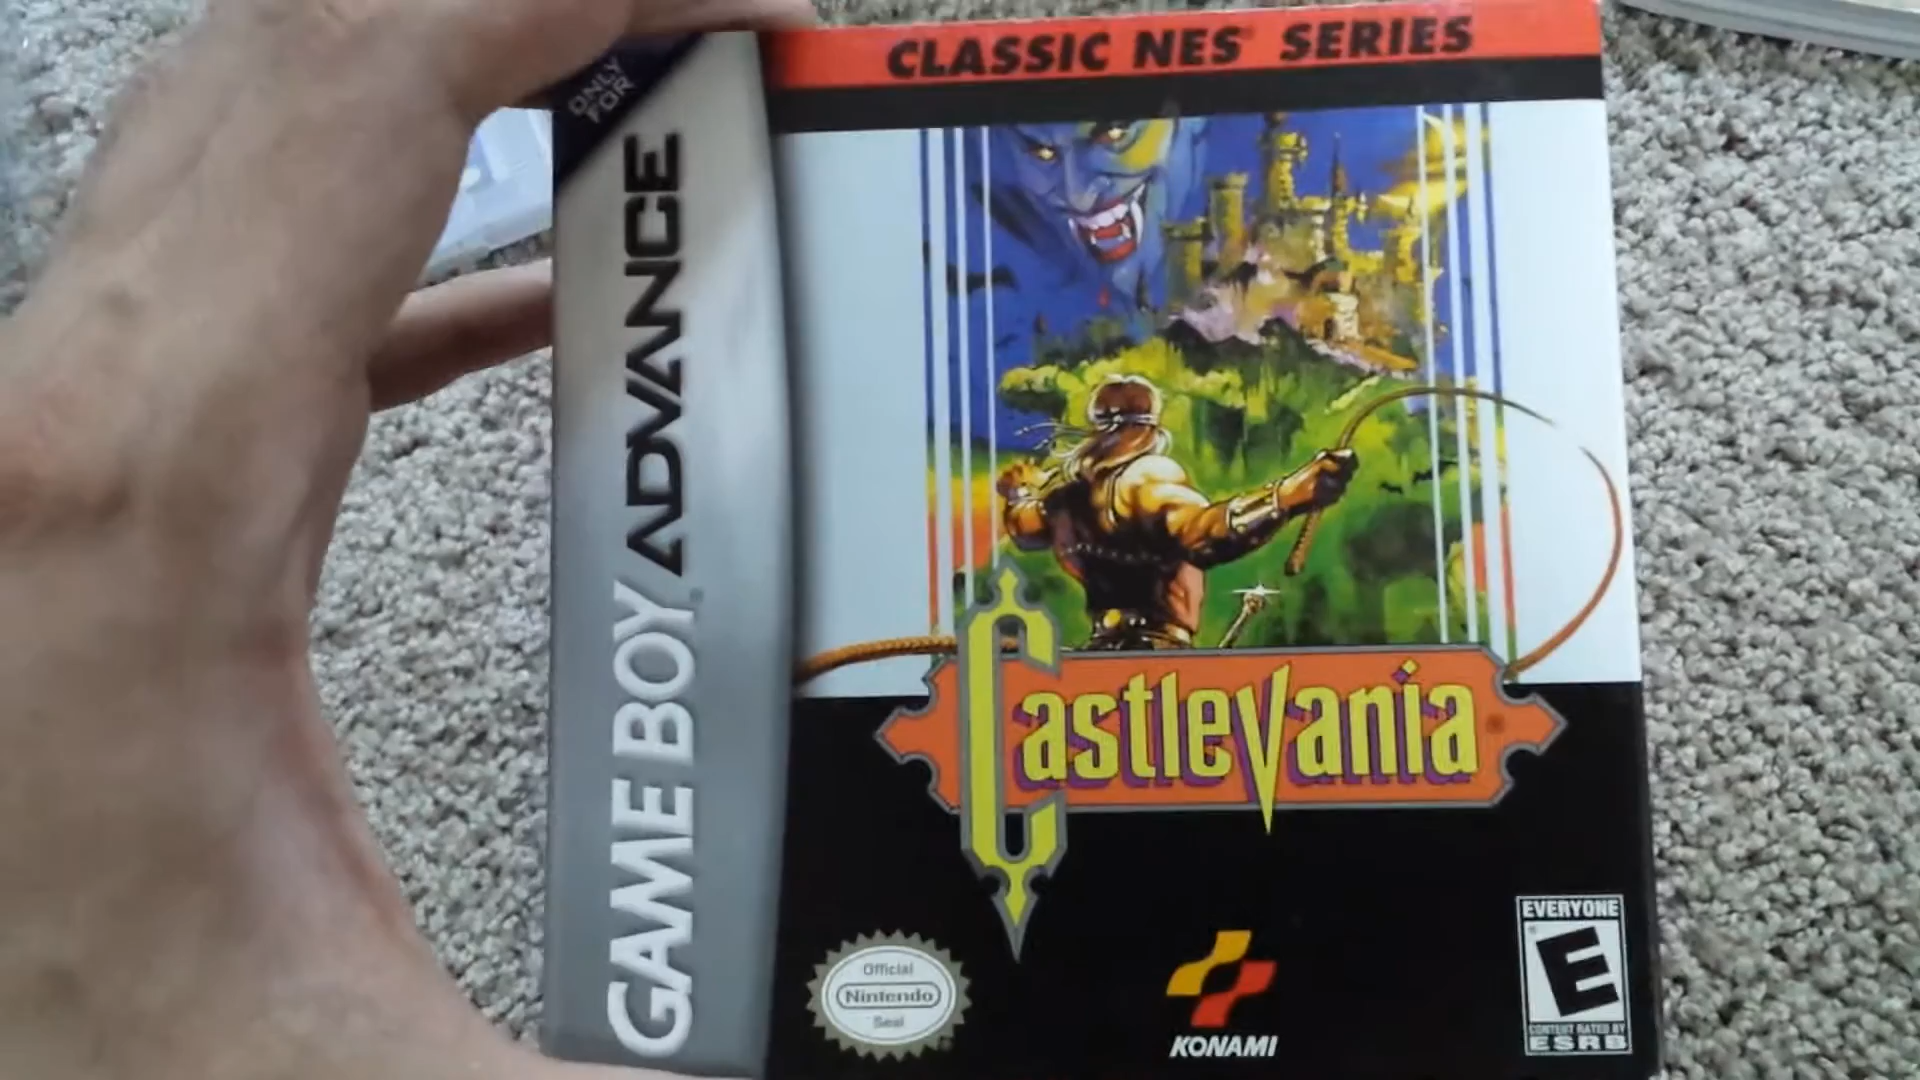 CLASSIC NES SERIES
ONLY
FOR
GAME BOY ADVANCE
Castlevania
Official
Nintendo
Seal
KONAMI
EVERYONE
E
CONTENT RATED BY
ESRB